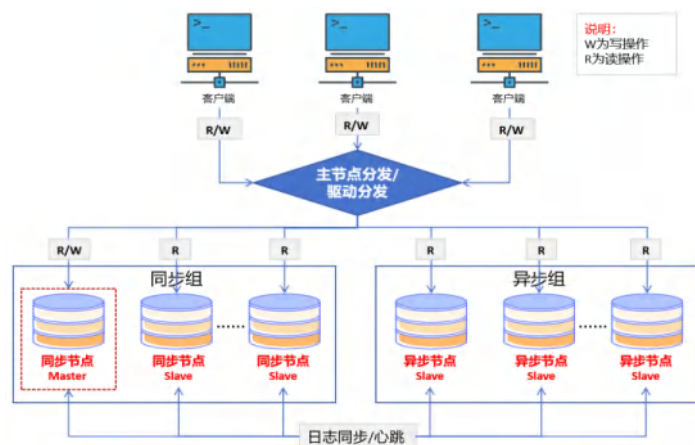 >_
>_
>_
说明：
W为写操作
R为读操作
客户端
客户端
客户端
R/W
R/W
R/W
主节点分发/
驱动分发
R/W
R
R
R
R
R
同步组
异步组
......
......
同步节点
Master
同步节点
Slave
同步节点
Slave
异步节点
Slave
异步节点
Slave
异步节点
Slave
日志同步/心跳